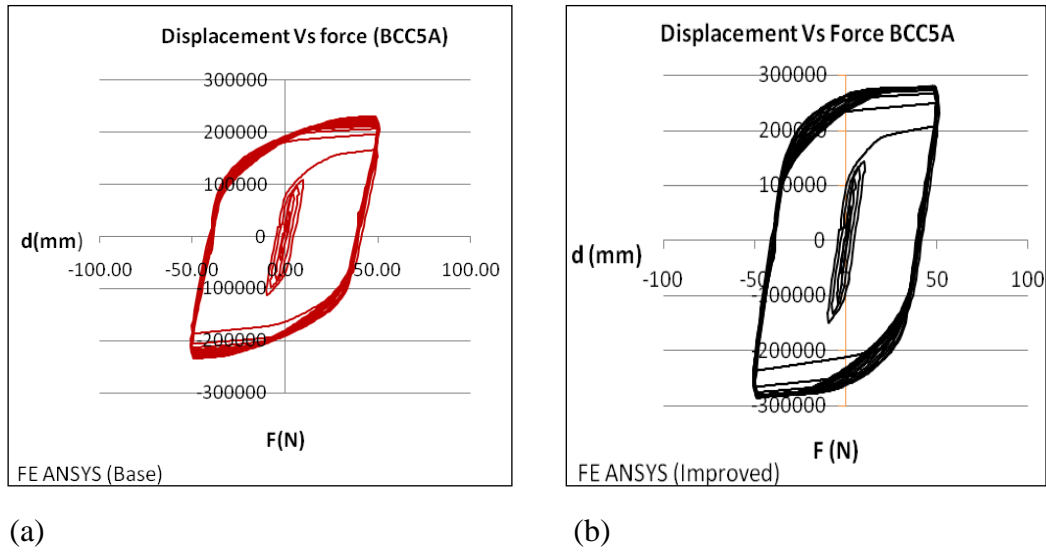 Displacement Vs force (BCC5A)
300000
200000
100000
0
d(mm)
-100.00 -50.00 0.00 50.00 100.00
-100000
-200000
-300000
F(N)
FE ANSYS (Base)
(a)
Displacement Vs Force BCC5A
300000
200000
100000
0
d (mm)
-100 -50 0 50 100
-100000
-200000
-300000
F (N)
FE ANSYS (Improved)
(b)